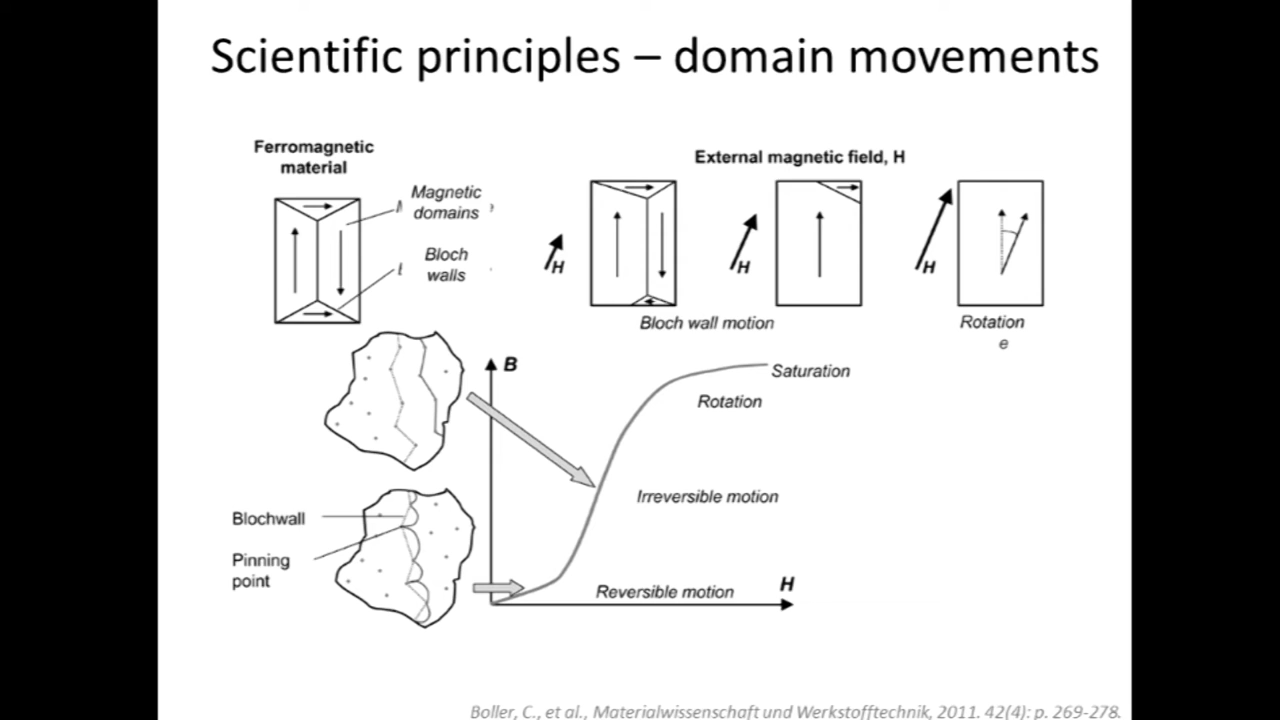 Scientific principles – domain movements
Ferromagnetic
material
Magnetic
domains
Bloch
walls
External magnetic field, H
H
H
H
Bloch wall motion
Rotation
e
B
Saturation
Rotation
Irreversible motion
Reversible motion
H
Blochwall
Pinning
point
Boller, C., et al., Materialwissenschaft und Werkstofftechnik, 2011. 42(4): p. 269-278.